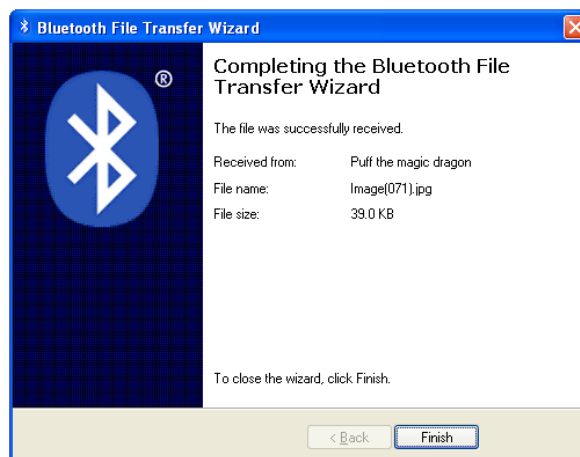 Bluetooth File Transfer Wizard
®
Completing the Bluetooth File
Transfer Wizard
The file was successfully received.
Received from: Puff the magic dragon
File name: Image(071).jpg
File size: 39.0 KB
To close the wizard, click Finish.
< Back Finish